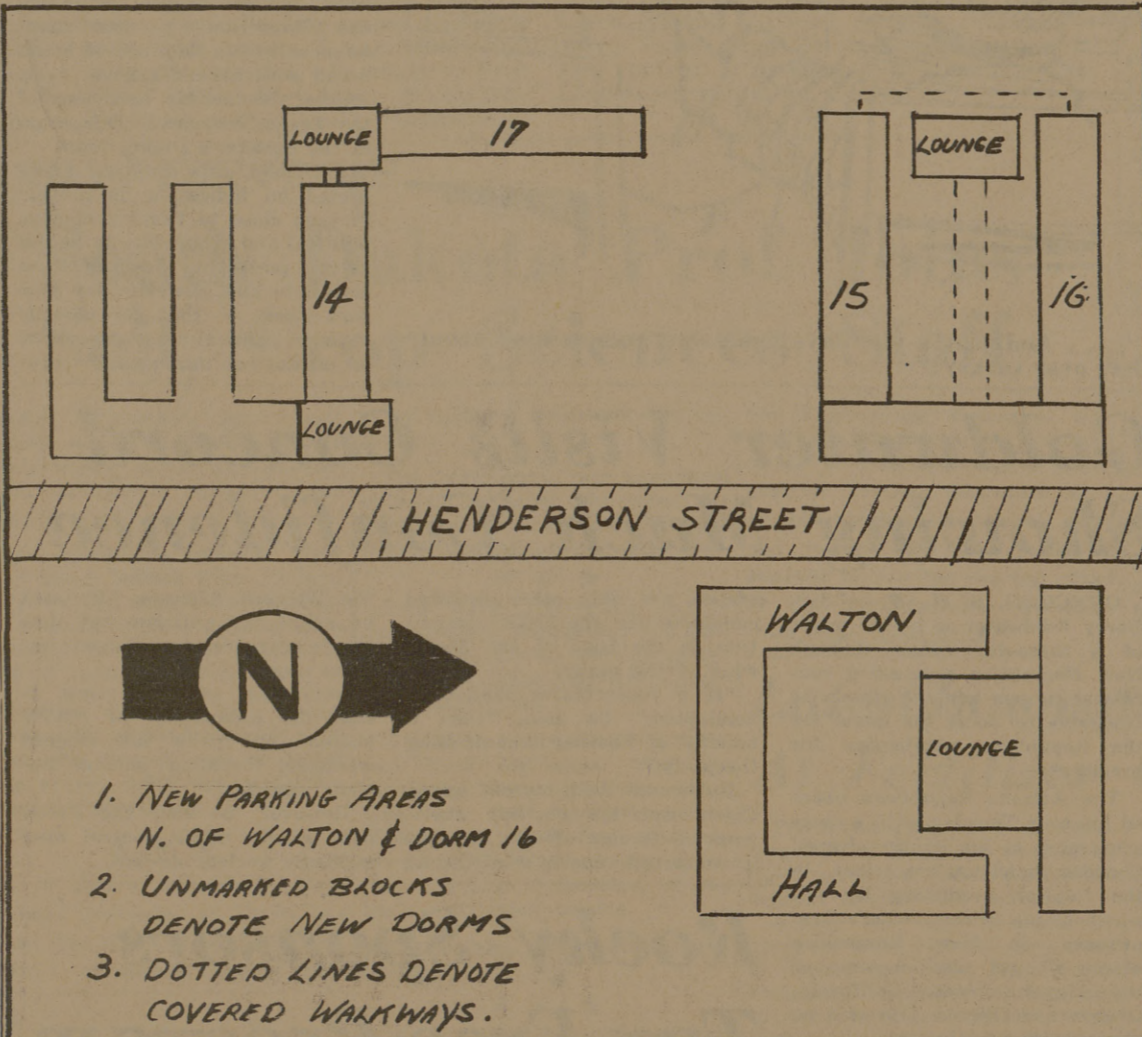 LOUNGE
17
LOUNGE
14
15
16
LOUNGE
HENDERSON STREET
WALTON
N
LOUNGE
HALL
1. NEW PARKING AREAS
N. OF WALTON & DORM 16
2. UNMARKED BLOCKS
DENOTE NEW DORMS
3. DOTTED LINES DENOTE
COVERED WALKWAYS.